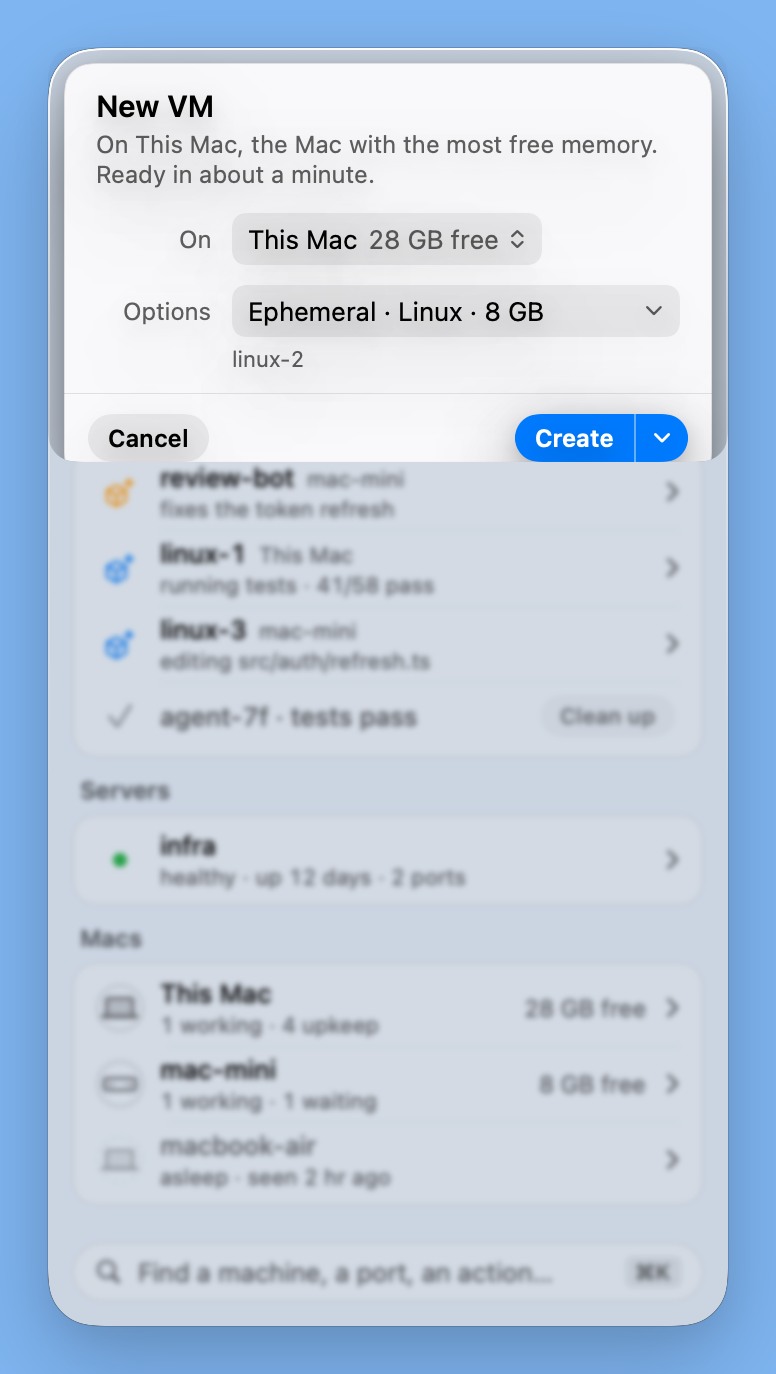 New VM
On This Mac, the Mac with the most free memory.
Ready in about a minute.
On This Mac 28 GB free
Options Ephemeral · Linux · 8 GB
linux-2
Cancel Create
review-bot mac-mini
fixes the token refresh
linux-1 This Mac
running tests · 41/58 pass
linux-3 mac-mini
editing src/auth/refresh.ts
agent-7f · tests pass Clean up
Servers
infra
healthy · up 12 days · 2 ports
Macs
This Mac 28 GB free
1 working · 4 upkeep
mac-mini 8 GB free
1 working · 1 waiting
macbook-air
asleep · seen 2 hr ago
Find a machine, a port, an action... ⌘K